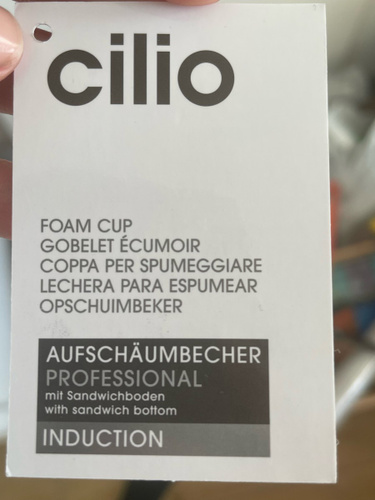 cilio
FOAM CUP
GOBELET ÉCUMOIR
COPPA PER SPUMEGGIARE
LECHERA PARA ESPUMEAR
OPSCHUIMBEKER
AUFSCHÄUMBECHER
PROFESSIONAL
mit Sandwichboden
with sandwich bottom
INDUCTION